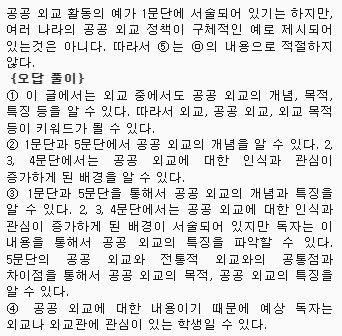 공공 외교 활동의 예가 1문단에 서술되어 있기는 하지만,
여러 나라의 공공 외교 정책이 구체적인 예로 제시되어
있는것은 아니다. 따라서 ⑤는 ⓐ의 내용으로 적절하지
않다.
{오답 풀이}
① 이 글에서는 외교 중에서도 공공 외교의 개념, 목적,
특징 등을 알 수 있다. 따라서 외교, 공공 외교, 외교 목적
등이 키워드가 될 수 있다.
② 1문단과 5문단에서 공공 외교의 개념을 알 수 있다. 2,
3, 4문단에서는 공공 외교에 대한 인식과 관심이
증가하게 된 배경을 알 수 있다.
③ 1문단과 5문단을 통해서 공공 외교의 개념과 특징을
알 수 있다. 2, 3, 4문단에서는 공공 외교에 대한 인식과
관심이 증가하게 된 배경이 서술되어 있지만 독자는 이
내용을 통해서 공공 외교의 특징을 파악할 수 있다.
5문단의 공공 외교와 전통적 외교와의 공통점과
차이점을 통해서 공공 외교의 목적, 공공 외교의 특징을
알 수 있다.
④ 공공 외교에 대한 내용이기 때문에 예상 독자는
외교나 외교관에 관심이 있는 학생일 수 있다.